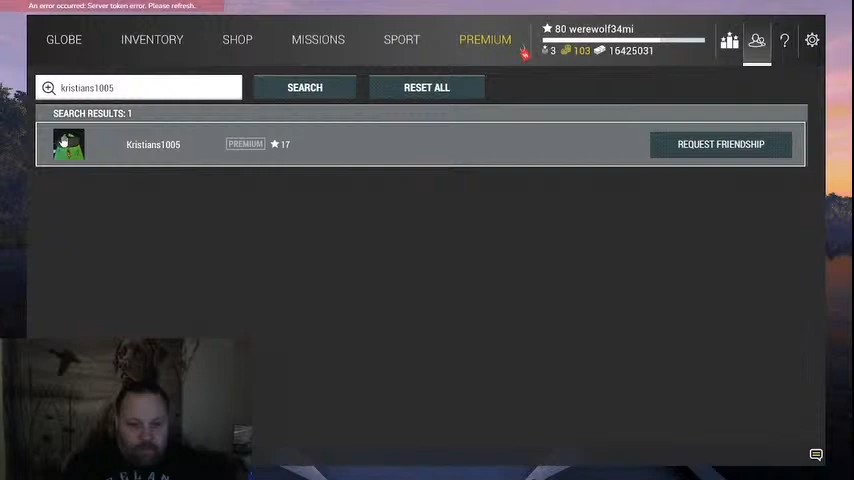 An error occurred: Server token error. Please refresh.
GLOBE INVENTORY SHOP MISSIONS SPORT PREMIUM
80 werewolf34mi
3 103 16425031
?
kristians1005 SEARCH RESET ALL
SEARCH RESULTS: 1
Kristians1005 PREMIUM 17 REQUEST FRIENDSHIP